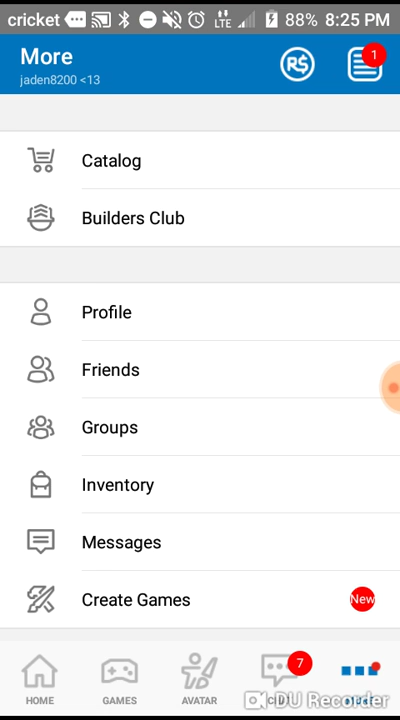 cricket LTE 88% 8:25 PM
More
jaden8200 <13
R$
1
Catalog
Builders Club
Profile
Friends
Groups
Inventory
Messages
Create Games New
7
HOME GAMES AVATAR
DU Recorder